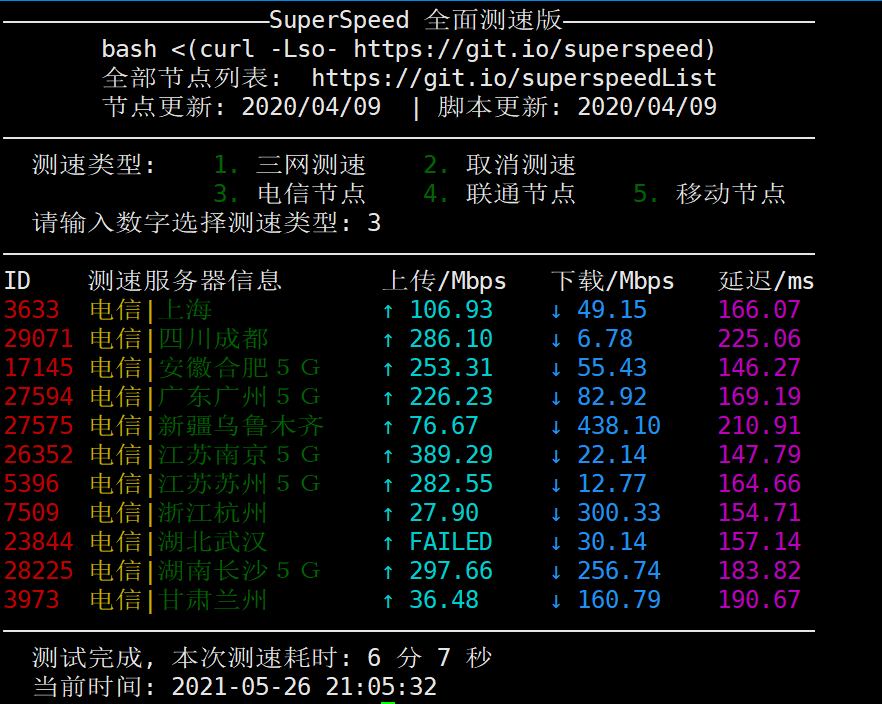 SuperSpeed 全面测速版
bash <(curl -Lso- https://git.io/superspeed)
全部节点列表: https://git.io/superspeedList
节点更新: 2020/04/09 | 脚本更新: 2020/04/09
测速类型: 1. 三网测速 2. 取消测速
3. 电信节点 4. 联通节点 5. 移动节点
请输入数字选择测速类型: 3
ID 测速服务器信息 上传/Mbps 下载/Mbps 延迟/ms
3633 电信|上海 ↑ 106.93 ↓ 49.15 166.07
29071 电信|四川成都 ↑ 286.10 ↓ 6.78 225.06
17145 电信|安徽合肥５Ｇ ↑ 253.31 ↓ 55.43 146.27
27594 电信|广东广州５Ｇ ↑ 226.23 ↓ 82.92 169.19
27575 电信|新疆乌鲁木齐 ↑ 76.67 ↓ 438.10 210.91
26352 电信|江苏南京５Ｇ ↑ 389.29 ↓ 22.14 147.79
5396 电信|江苏苏州５Ｇ ↑ 282.55 ↓ 12.77 164.66
7509 电信|浙江杭州 ↑ 27.90 ↓ 300.33 154.71
23844 电信|湖北武汉 ↑ FAILED ↓ 30.14 157.14
28225 电信|湖南长沙５Ｇ ↑ 297.66 ↓ 256.74 183.82
3973 电信|甘肃兰州 ↑ 36.48 ↓ 160.79 190.67
测试完成, 本次测速耗时: 6 分 7 秒
当前时间: 2021-05-26 21:05:32